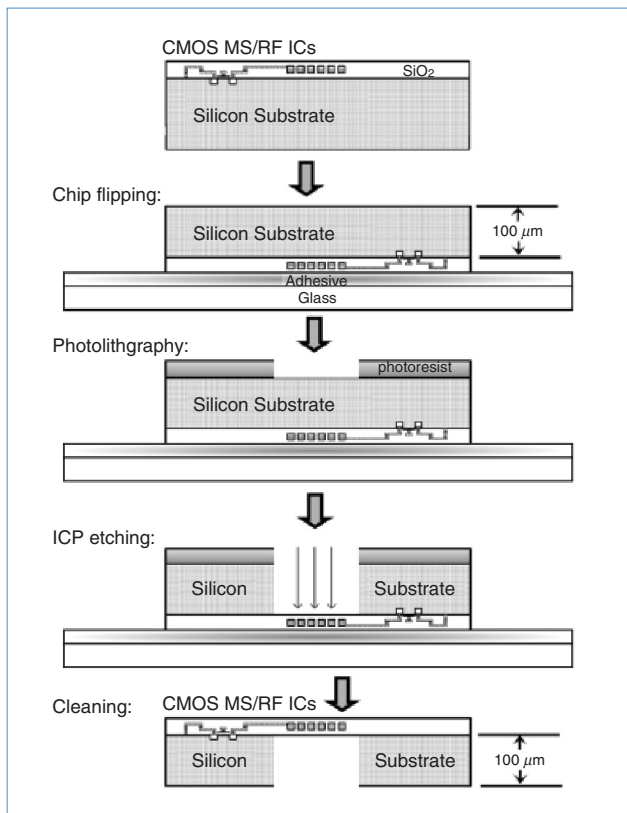 CMOS MS/RF ICs
SiO₂
Silicon Substrate
Chip flipping:
Silicon Substrate
100 μm
Adhesive
Glass
Photolithgraphy:
photoresist
Silicon Substrate
ICP etching:
Silicon Substrate
Cleaning: CMOS MS/RF ICs
Silicon Substrate
100 μm